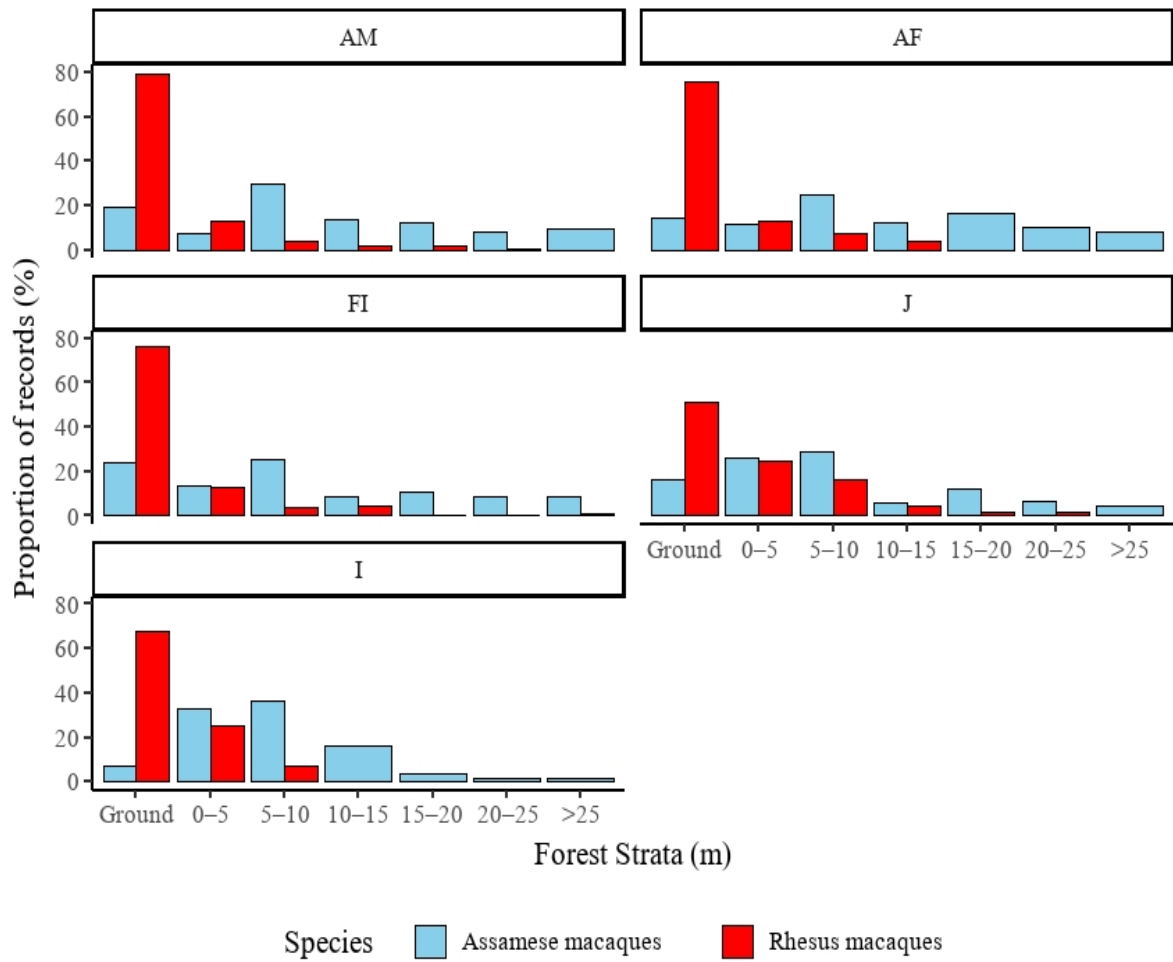 AM
AF
80
60
40
20
0
FI
J
80
60
40
20
0
Ground 0–5 5–10 10–15 15–20 20–25 >25
I
80
60
40
20
0
Ground 0–5 5–10 10–15 15–20 20–25 >25
Proportion of records (%)
Forest Strata (m)
Species Assamese macaques Rhesus macaques